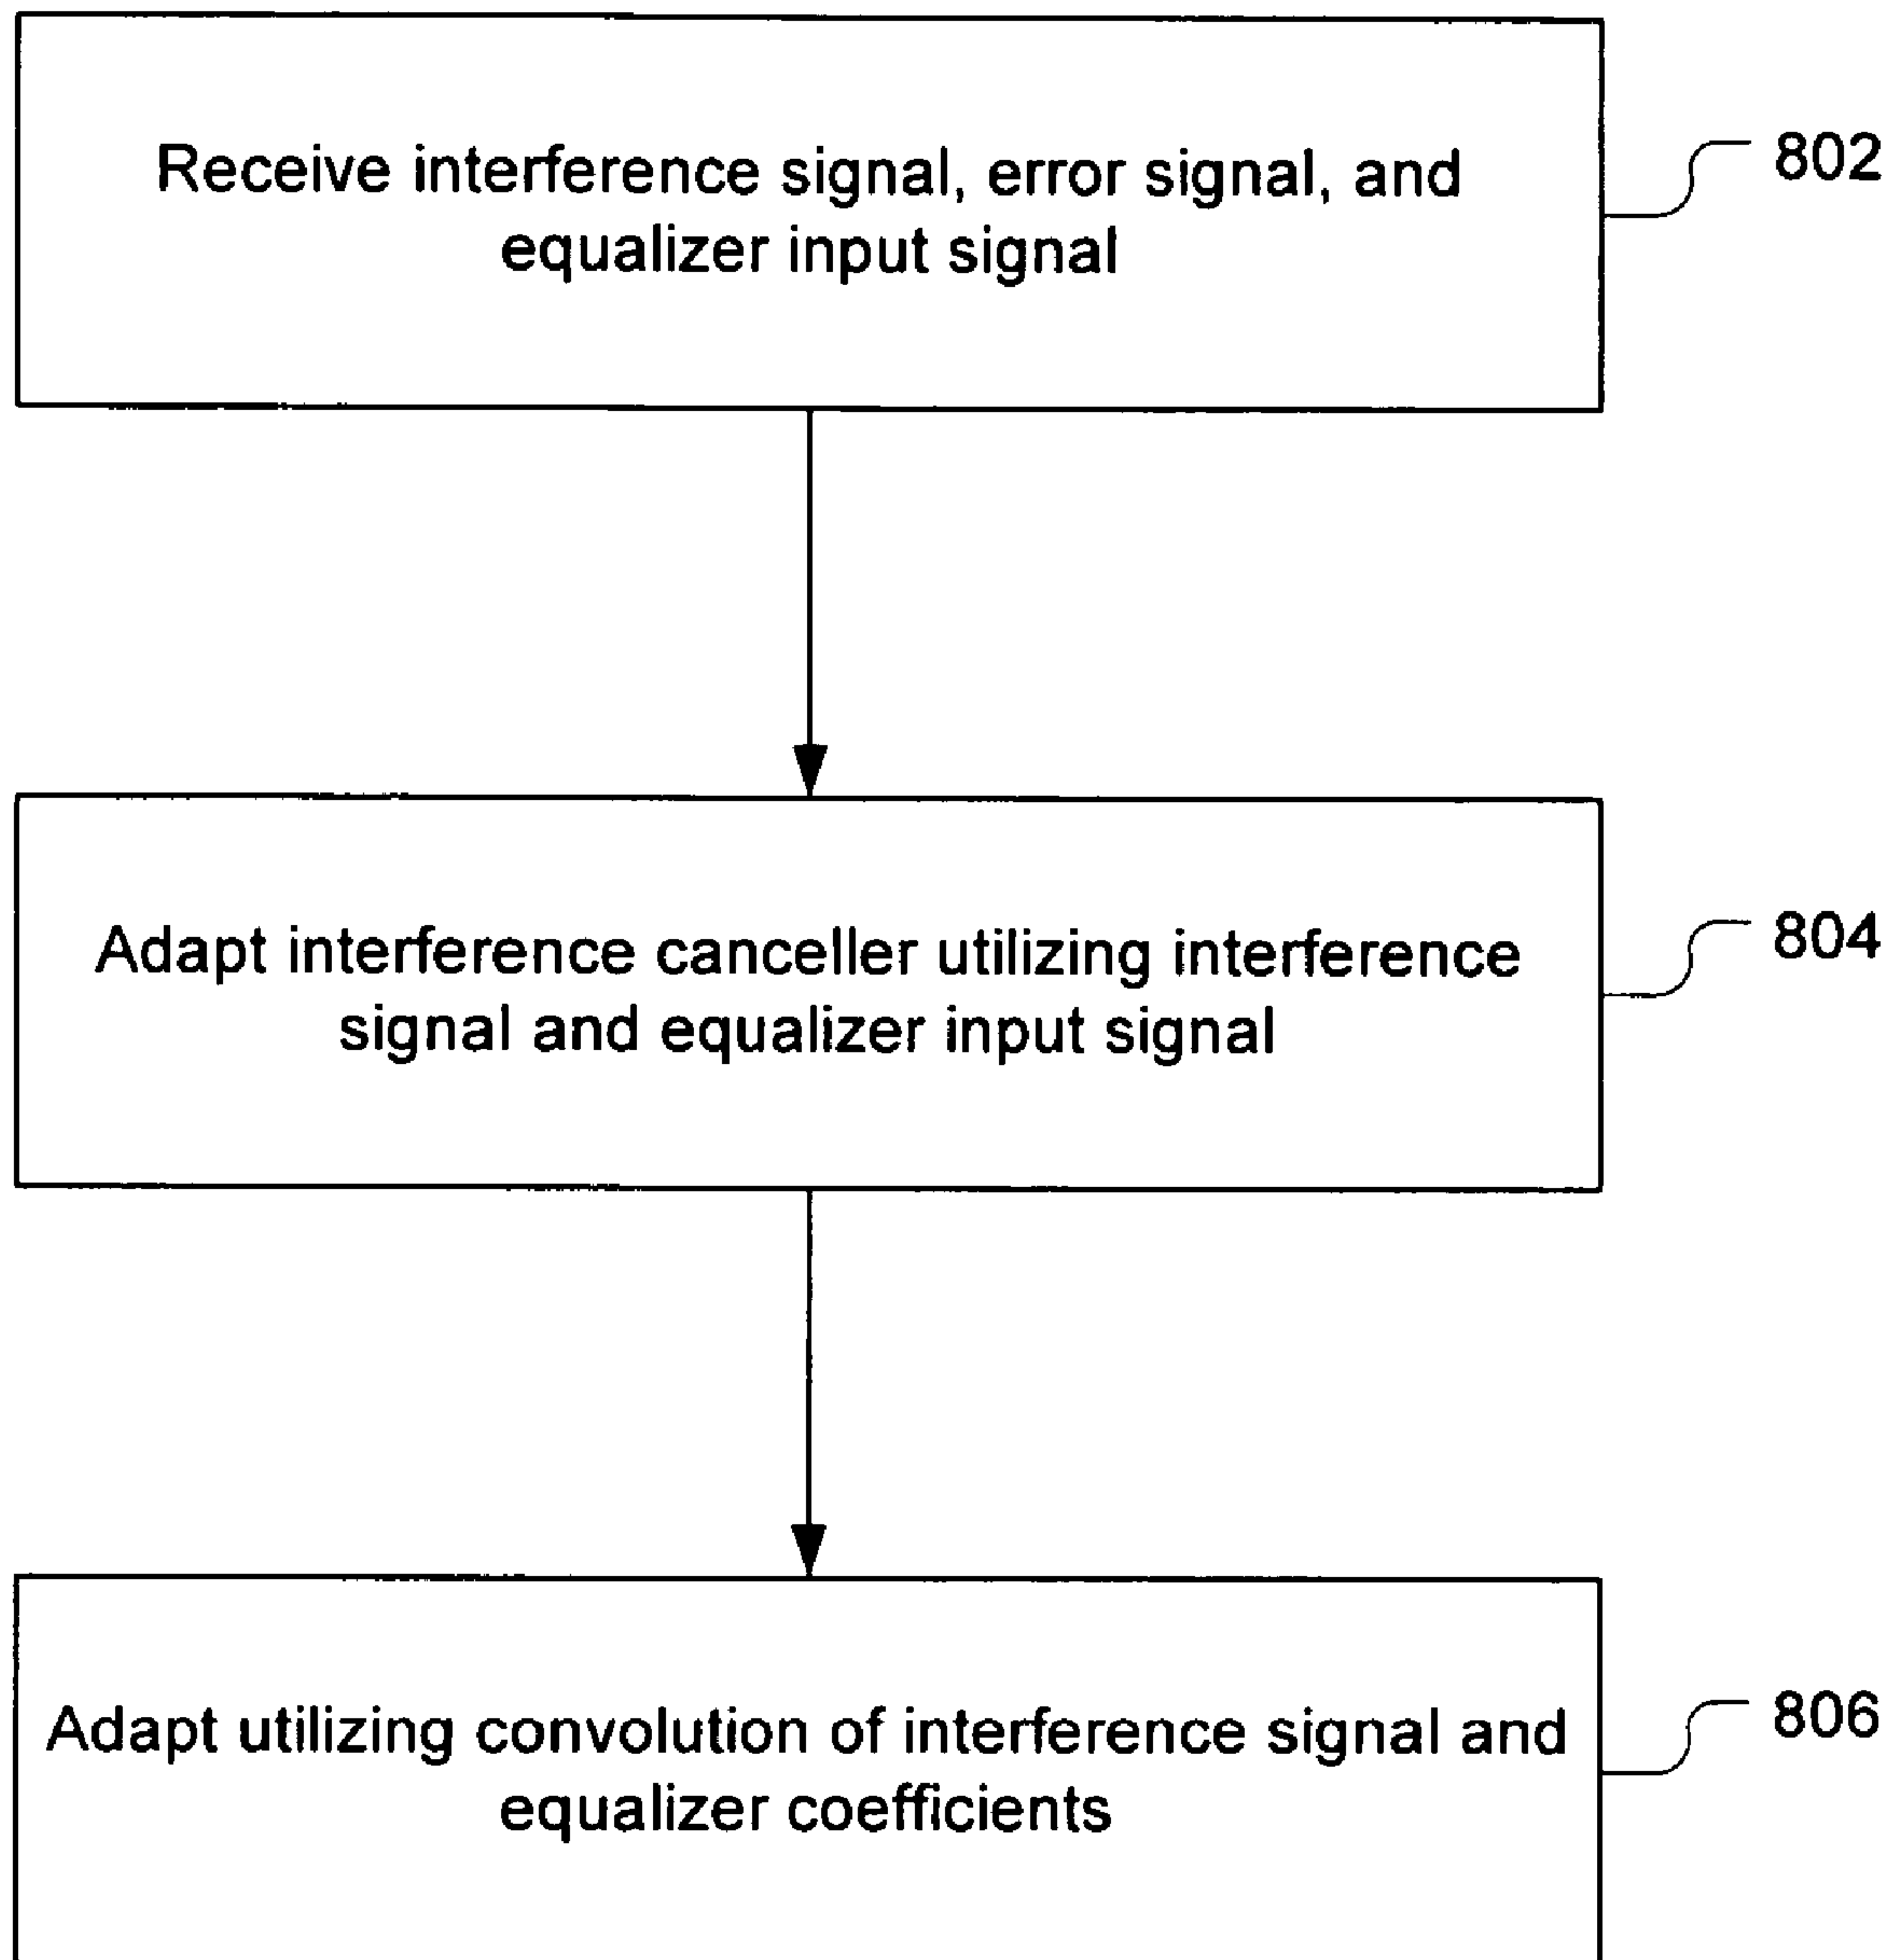 Receive interference signal, error signal, and
equalizer input signal
802
Adapt interference canceller utilizing interference
signal and equalizer input signal
804
Adapt utilizing convolution of interference signal and
equalizer coefficients
806